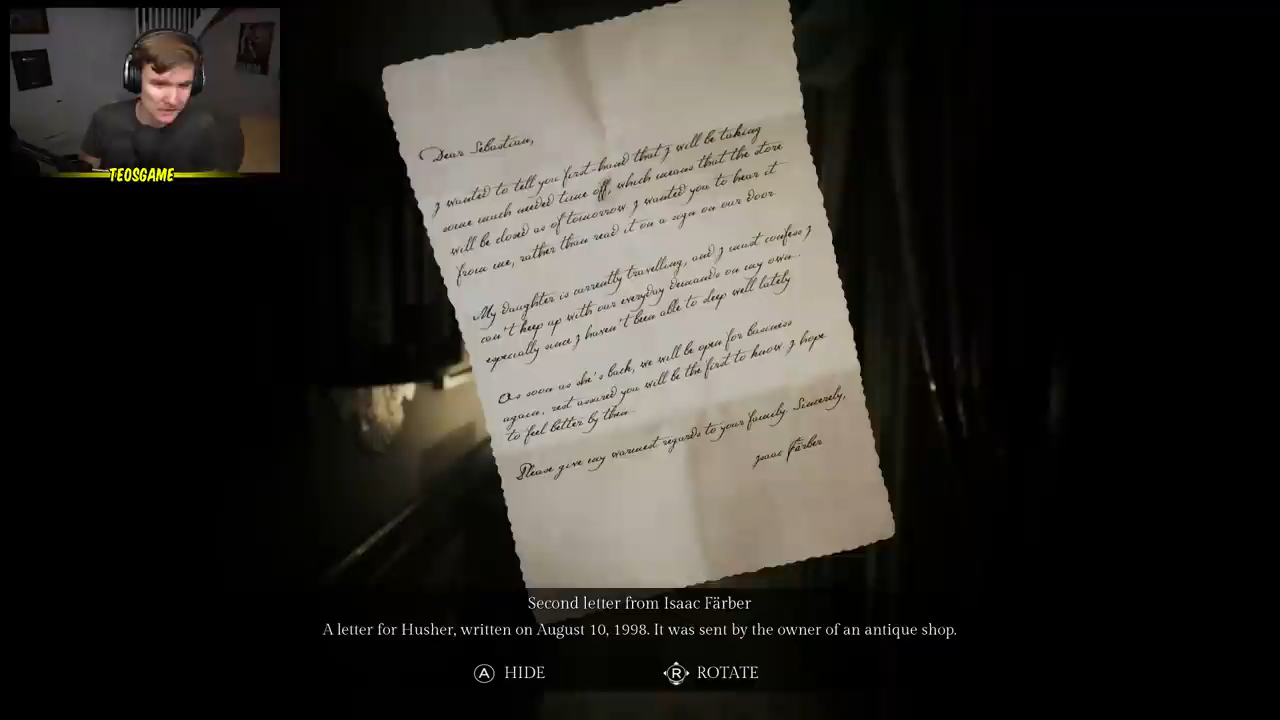 TEOSGAME
Dear Sebastian,
I wanted to tell you first-hand that I will be taking
some much needed time off, which means that the store
will be closed as of tomorrow. I wanted you to hear it
from me, rather than read it on a sign on our door.
My daughter is currently travelling, and I must confess I
can't keep up with our everyday demands on my own...
especially since I haven't been able to sleep well lately
As soon as she's back, we will be open for business
again, rest assured you will be the first to know. I hope
to feel better by then...
Please give my warmest regards to your family. Sincerely,
Isaac Färber
Second letter from Isaac Färber
A letter for Husher, written on August 10, 1998. It was sent by the owner of an antique shop.
A HIDE
R ROTATE